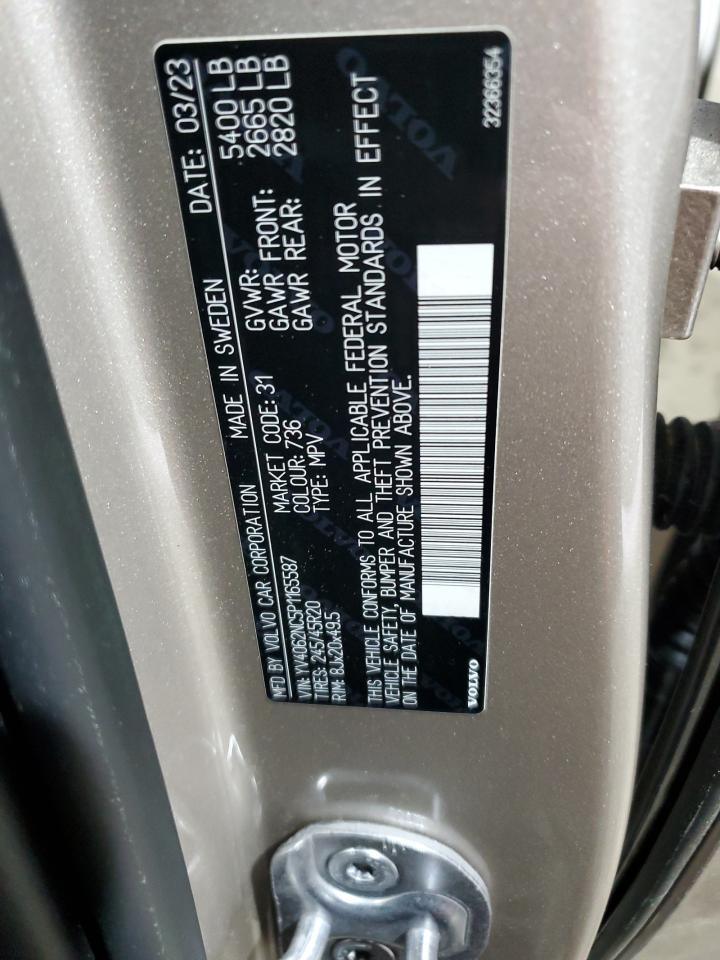 MFD BY VOLVO CAR CORPORATION MADE IN SWEDEN DATE: 03/23
VIN: YV4062NC5P1165587 MARKET CODE: 31 GVWR: 5400 LB
TIRES: 245/45R20 COLOUR: 736 GAWR FRONT: 2665 LB
RIM: 8Jx20x49.5 TYPE: MPV GAWR REAR: 2820 LB
THIS VEHICLE CONFORMS TO ALL APPLICABLE FEDERAL MOTOR
VEHICLE SAFETY, BUMPER AND THEFT PREVENTION STANDARDS IN EFFECT
ON THE DATE OF MANUFACTURE SHOWN ABOVE.
VOLVO 32366354